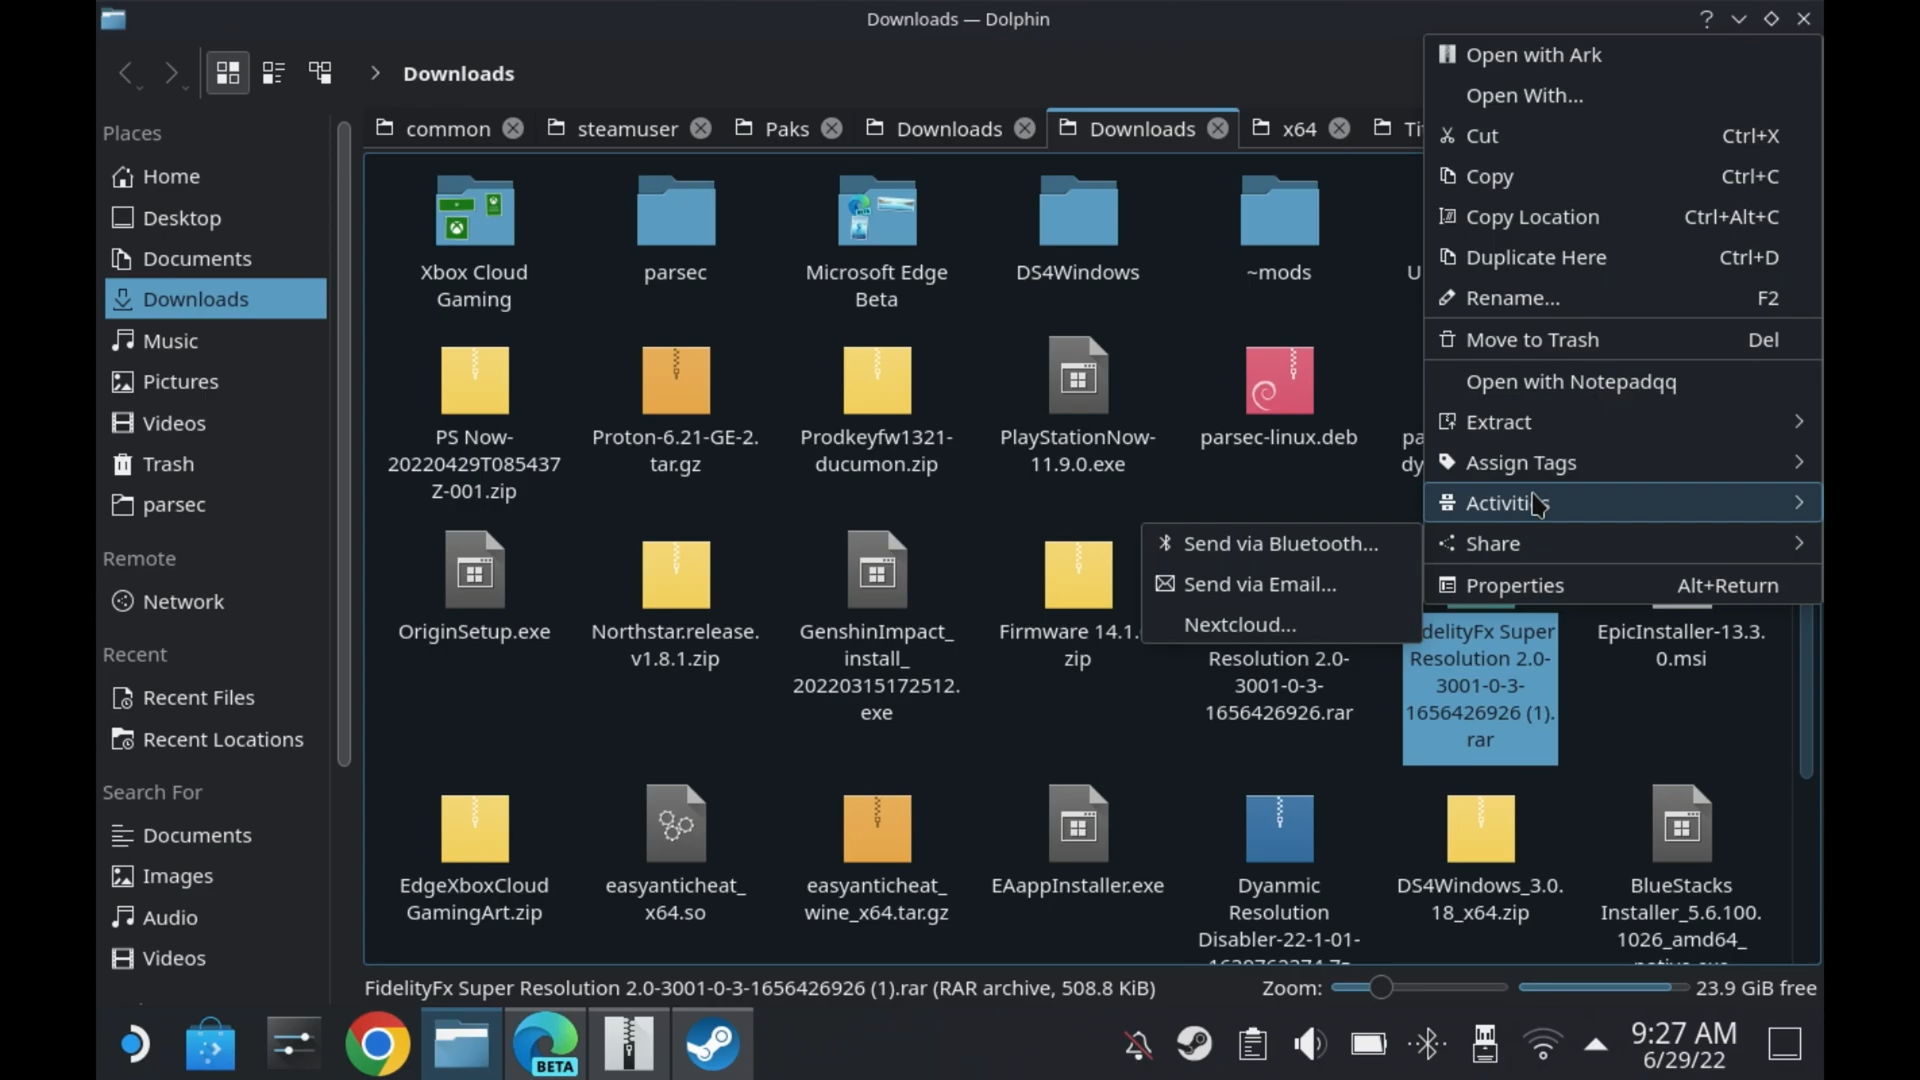 Downloads — Dolphin
Downloads
Places
Home
Desktop
Documents
Downloads
Music
Pictures
Videos
Trash
parsec
Remote
Network
Recent
Recent Files
Recent Locations
Search For
Documents
Images
Audio
Videos
common
steamuser
Paks
Downloads
Downloads
x64
Xbox Cloud
Gaming
parsec
Microsoft Edge
Beta
DS4Windows
~mods
PS Now-
20220429T085437
Z-001.zip
Proton-6.21-GE-2.
tar.gz
Prodkeyfw1321-
ducumon.zip
PlayStationNow-
11.9.0.exe
parsec-linux.deb
OriginSetup.exe
Northstar.release.
v1.8.1.zip
GenshinImpact_
install_
20220315172512.
exe
Firmware 14.1.
zip
Resolution 2.0-
3001-0-3-
1656426926.rar
delityFx Super
Resolution 2.0-
3001-0-3-
1656426926 (1).
rar
EpicInstaller-13.3.
0.msi
EdgeXboxCloud
GamingArt.zip
easyanticheat_
x64.so
easyanticheat_
wine_x64.tar.gz
EAappInstaller.exe
Dyanmic
Resolution
Disabler-22-1-01-
DS4Windows_3.0.
18_x64.zip
BlueStacks
Installer_5.6.100.
1026_amd64_
Open with Ark
Open With...
Cut Ctrl+X
Copy Ctrl+C
Copy Location Ctrl+Alt+C
Duplicate Here Ctrl+D
Rename... F2
Move to Trash Del
Open with Notepadqq
Extract
Assign Tags
Activities
Share
Properties Alt+Return
Send via Bluetooth...
Send via Email...
Nextcloud...
FidelityFx Super Resolution 2.0-3001-0-3-1656426926 (1).rar (RAR archive, 508.8 KiB)
Zoom:
23.9 GiB free
BETA
9:27 AM
6/29/22